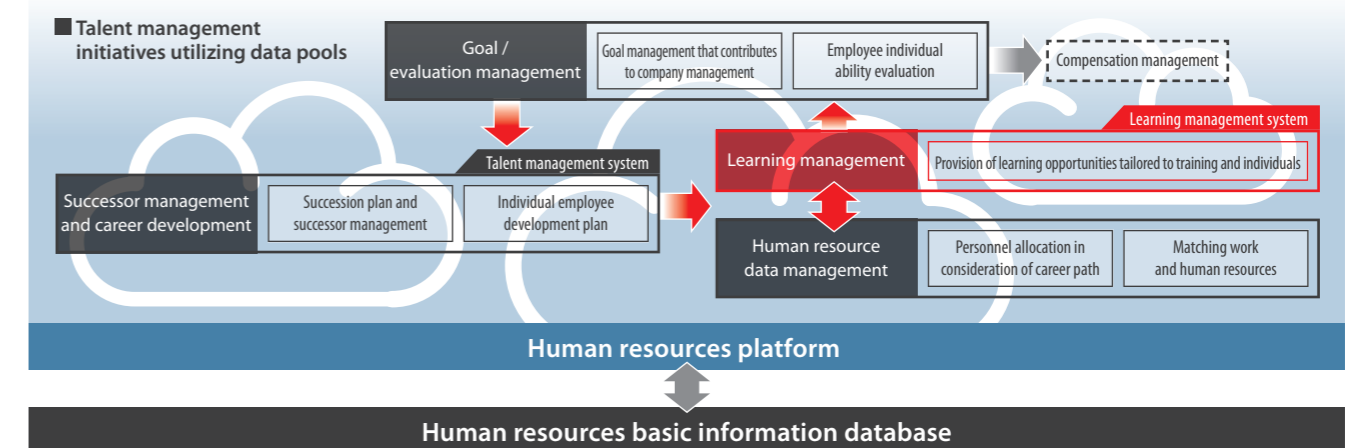 ■ Talent management
initiatives utilizing data pools
Goal /
evaluation management
Goal management that contributes
to company management
Employee individual
ability evaluation
Compensation management
Learning management system
Learning management
Provision of learning opportunities tailored to training and individuals
Talent management system
Successor management
and career development
Succession plan and
successor management
Individual employee
development plan
Human resource
data management
Personnel allocation in
consideration of career path
Matching work
and human resources
Human resources platform
Human resources basic information database